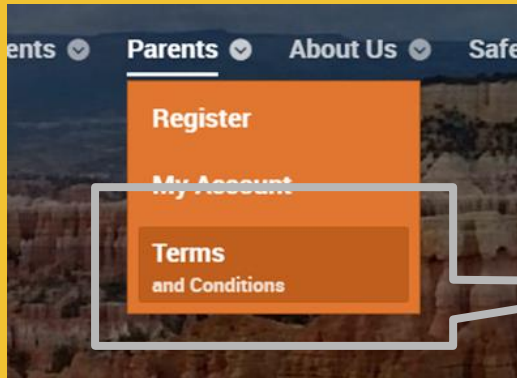 ents Parents About Us Safe
Register
My Account
Terms
and Conditions